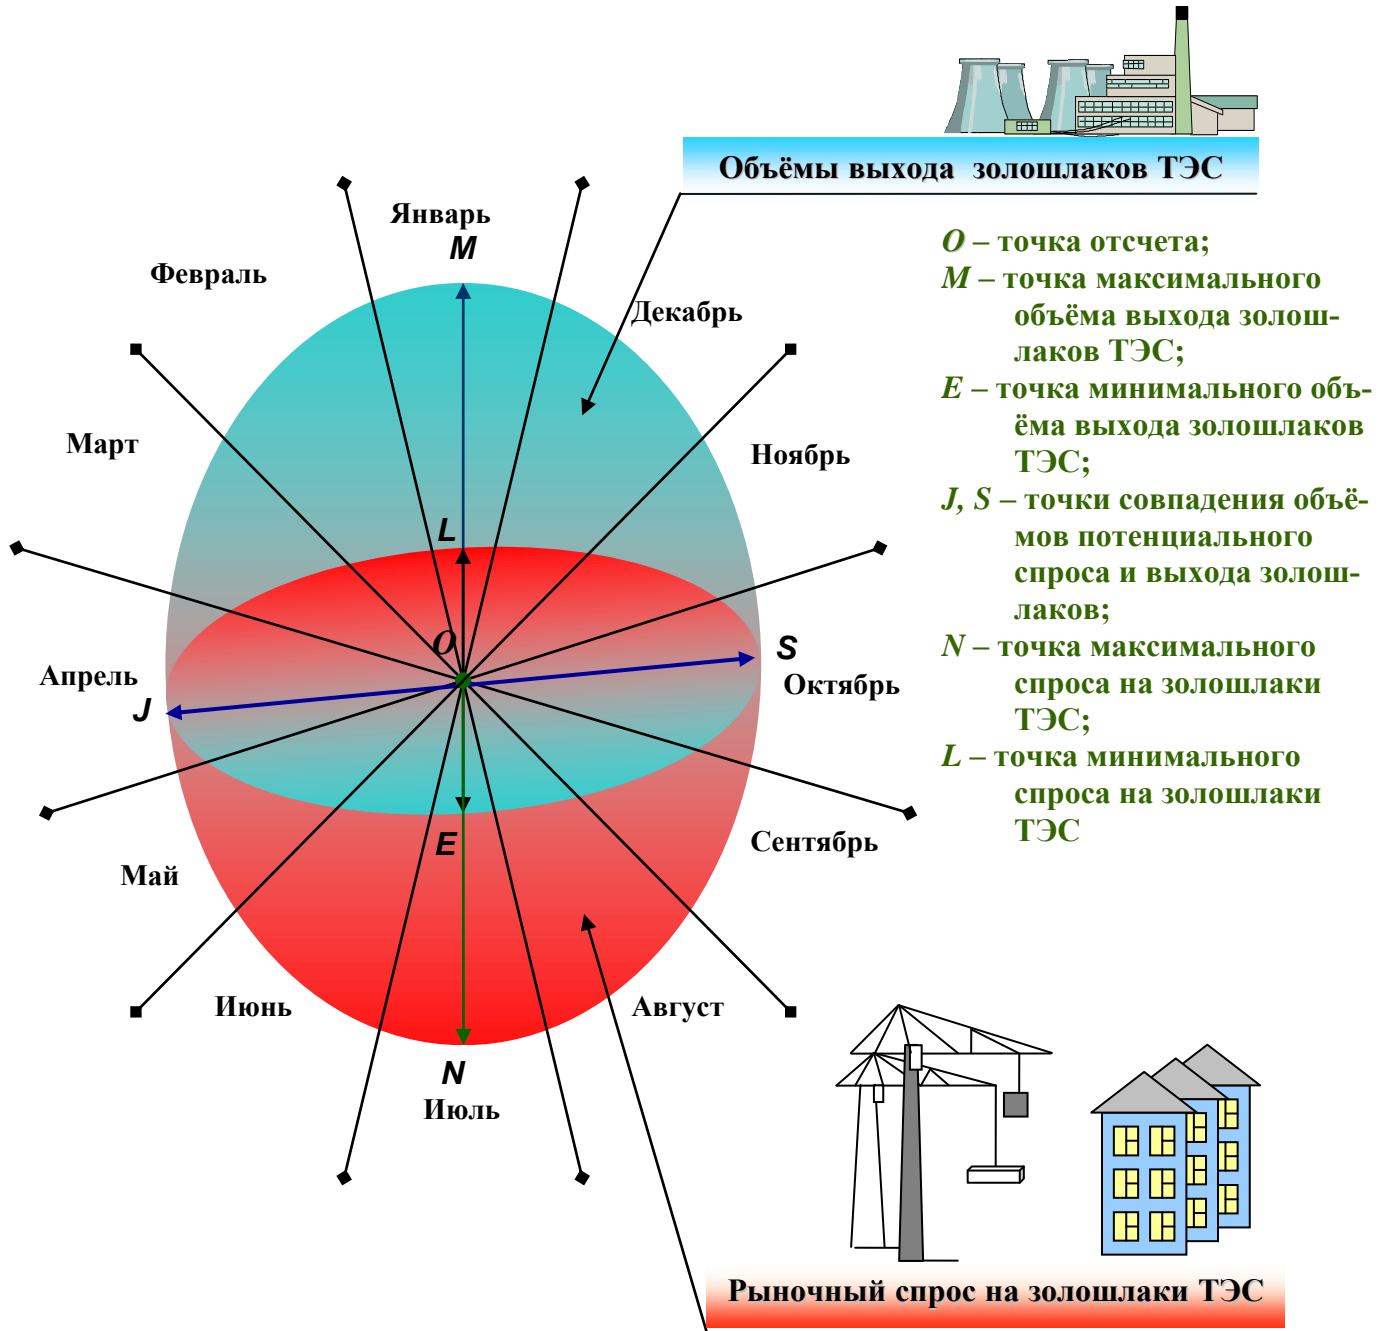 Объёмы выхода золошлаков ТЭС
Январь
M
Февраль
Декабрь
Март
Ноябрь
L
O
S
Апрель
Октябрь
J
E
Сентябрь
Май
Июнь
Август
N
Июль
O – точка отсчета;
M – точка максимального
объёма выхода золош-
лаков ТЭС;
E – точка минимального объ-
ёма выхода золошлаков
ТЭС;
J, S – точки совпадения объё-
мов потенциального
спроса и выхода золош-
лаков;
N – точка максимального
спроса на золошлаки
ТЭС;
L – точка минимального
спроса на золошлаки
ТЭС
Рыночный спрос на золошлаки ТЭС